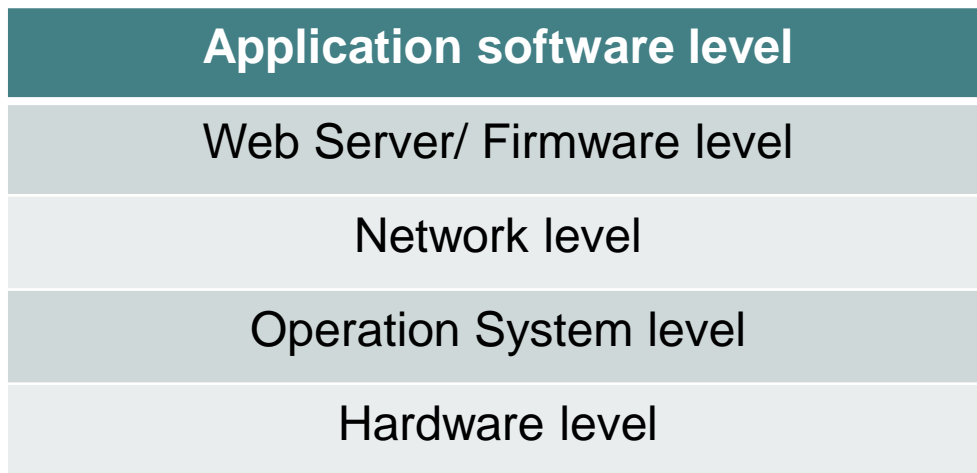 Application software level
Web Server/ Firmware level
Network level
Operation System level
Hardware level